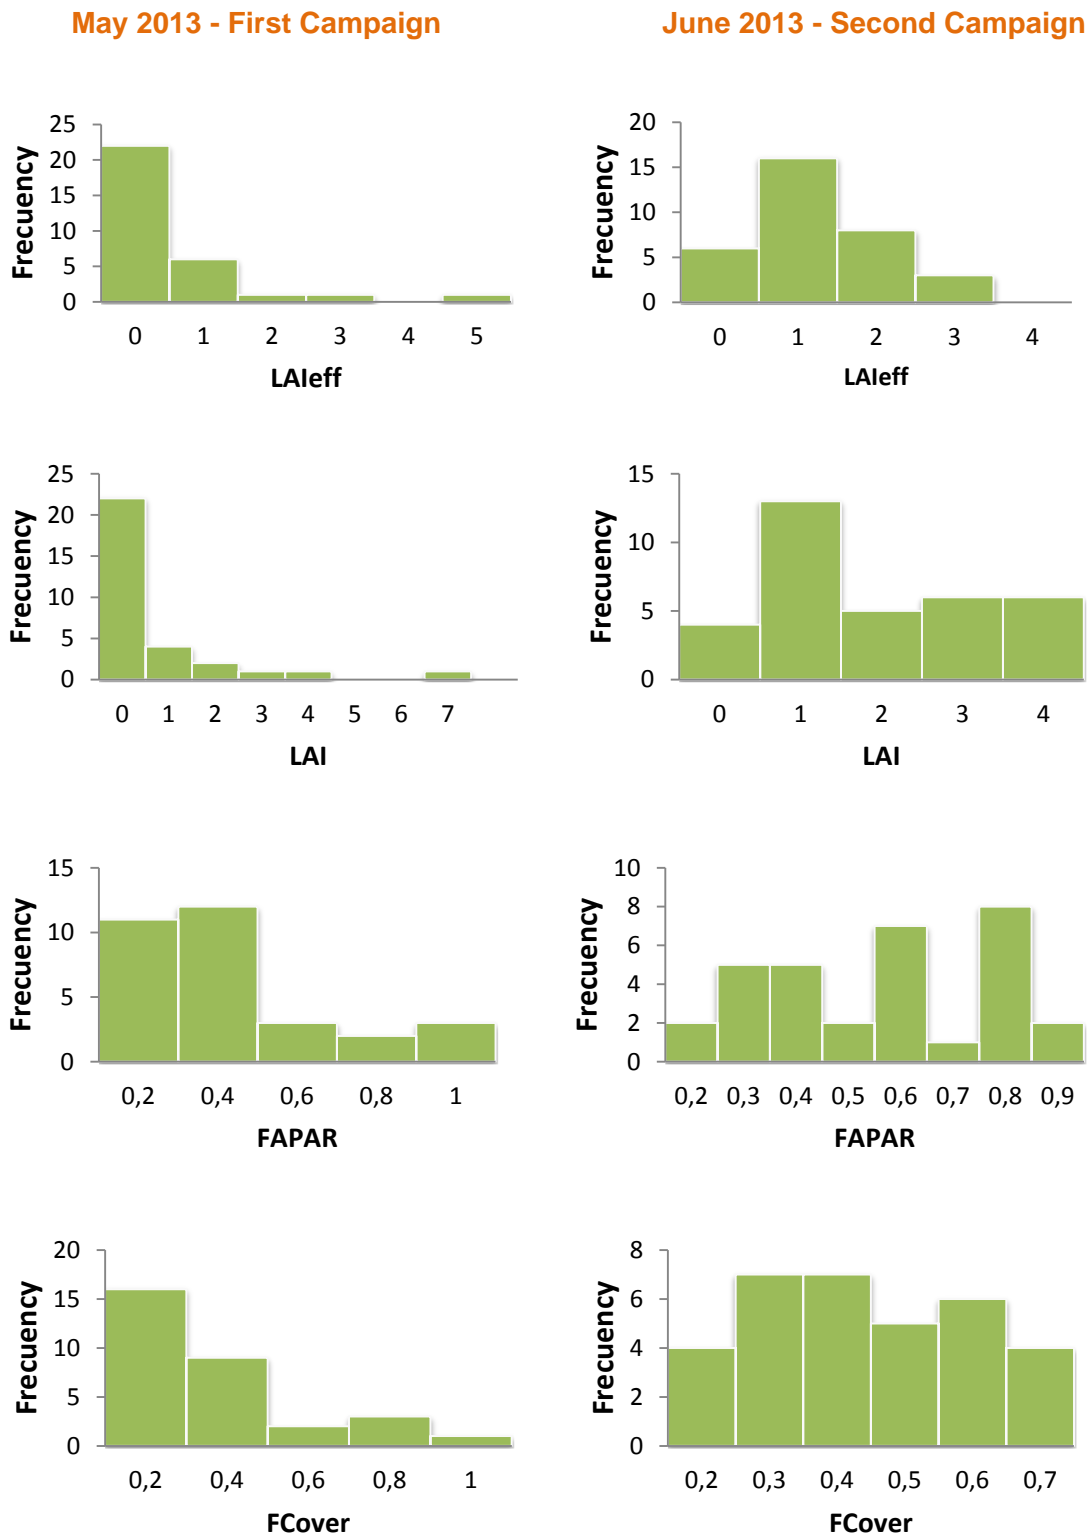 May 2013 - First Campaign
June 2013 - Second Campaign
Frecuency
25
20
15
10
5
0
0 1 2 3 4 5
LAIeff
Frecuency
20
15
10
5
0
0 1 2 3 4
LAIeff
Frecuency
25
20
15
10
5
0
0 1 2 3 4 5 6 7
LAI
Frecuency
15
10
5
0
0 1 2 3 4
LAI
Frecuency
15
10
5
0
0,2 0,4 0,6 0,8 1
FAPAR
Frecuency
10
8
6
4
2
0
0,2 0,3 0,4 0,5 0,6 0,7 0,8 0,9
FAPAR
Frecuency
20
15
10
5
0
0,2 0,4 0,6 0,8 1
FCover
Frecuency
8
6
4
2
0
0,2 0,3 0,4 0,5 0,6 0,7
FCover